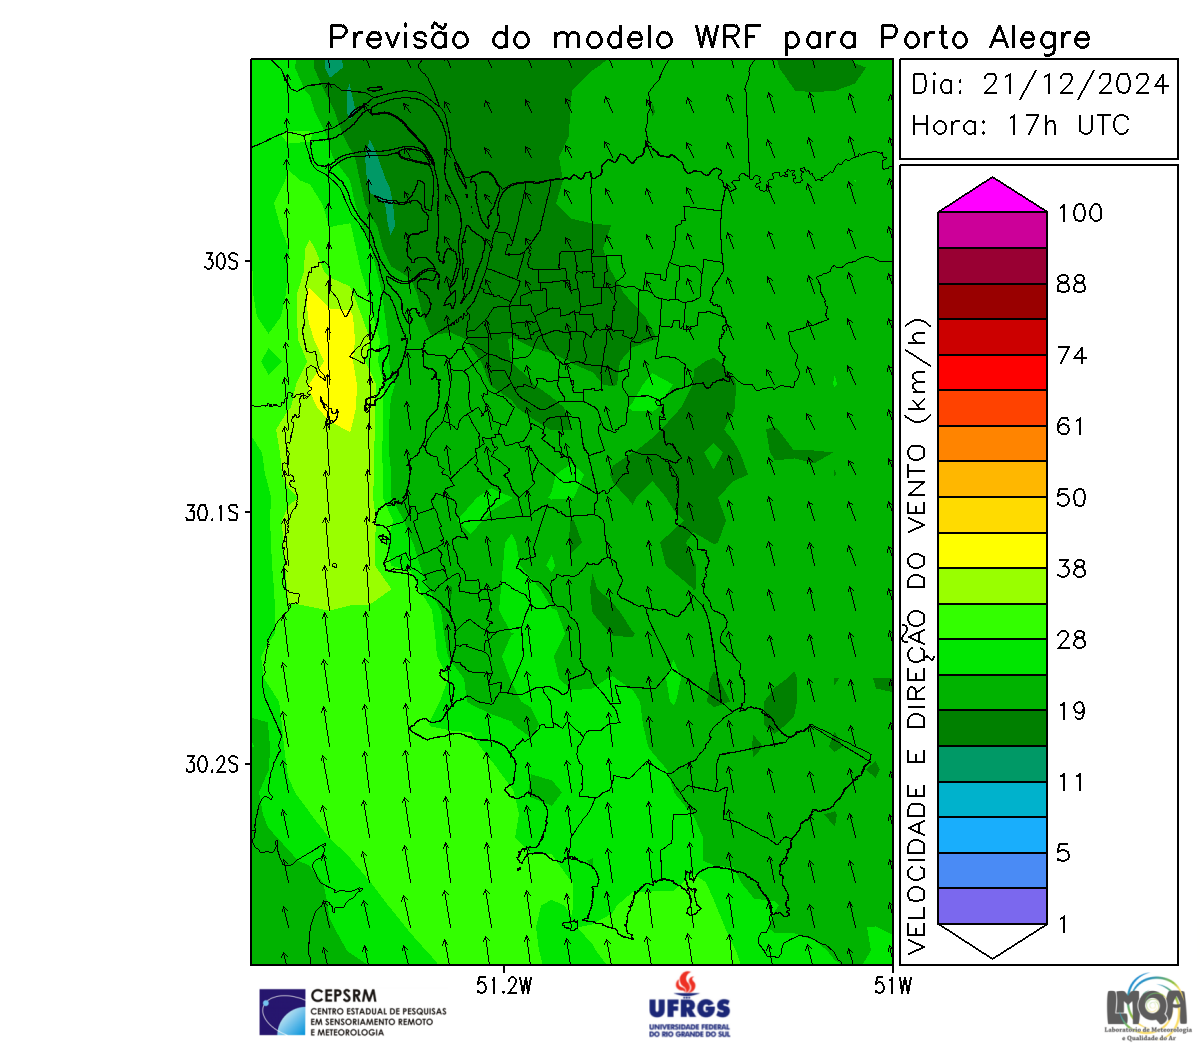 Previsão do modelo WRF para Porto Alegre
Dia: 21/12/2024
Hora: 17h UTC
30S
30.1S
30.2S
51.2W
51W
VELOCIDADE E DIREÇÃO DO VENTO (km/h)
100
88
74
61
50
38
28
19
11
5
1
CEPSRM
CENTRO ESTADUAL DE PESQUISAS
EM SENSORIAMENTO REMOTO
E METEOROLOGIA
UFRGS
UNIVERSIDADE FEDERAL
DO RIO GRANDE DO SUL
LMQA
Laboratório de Meteorologia
e Qualidade do Ar